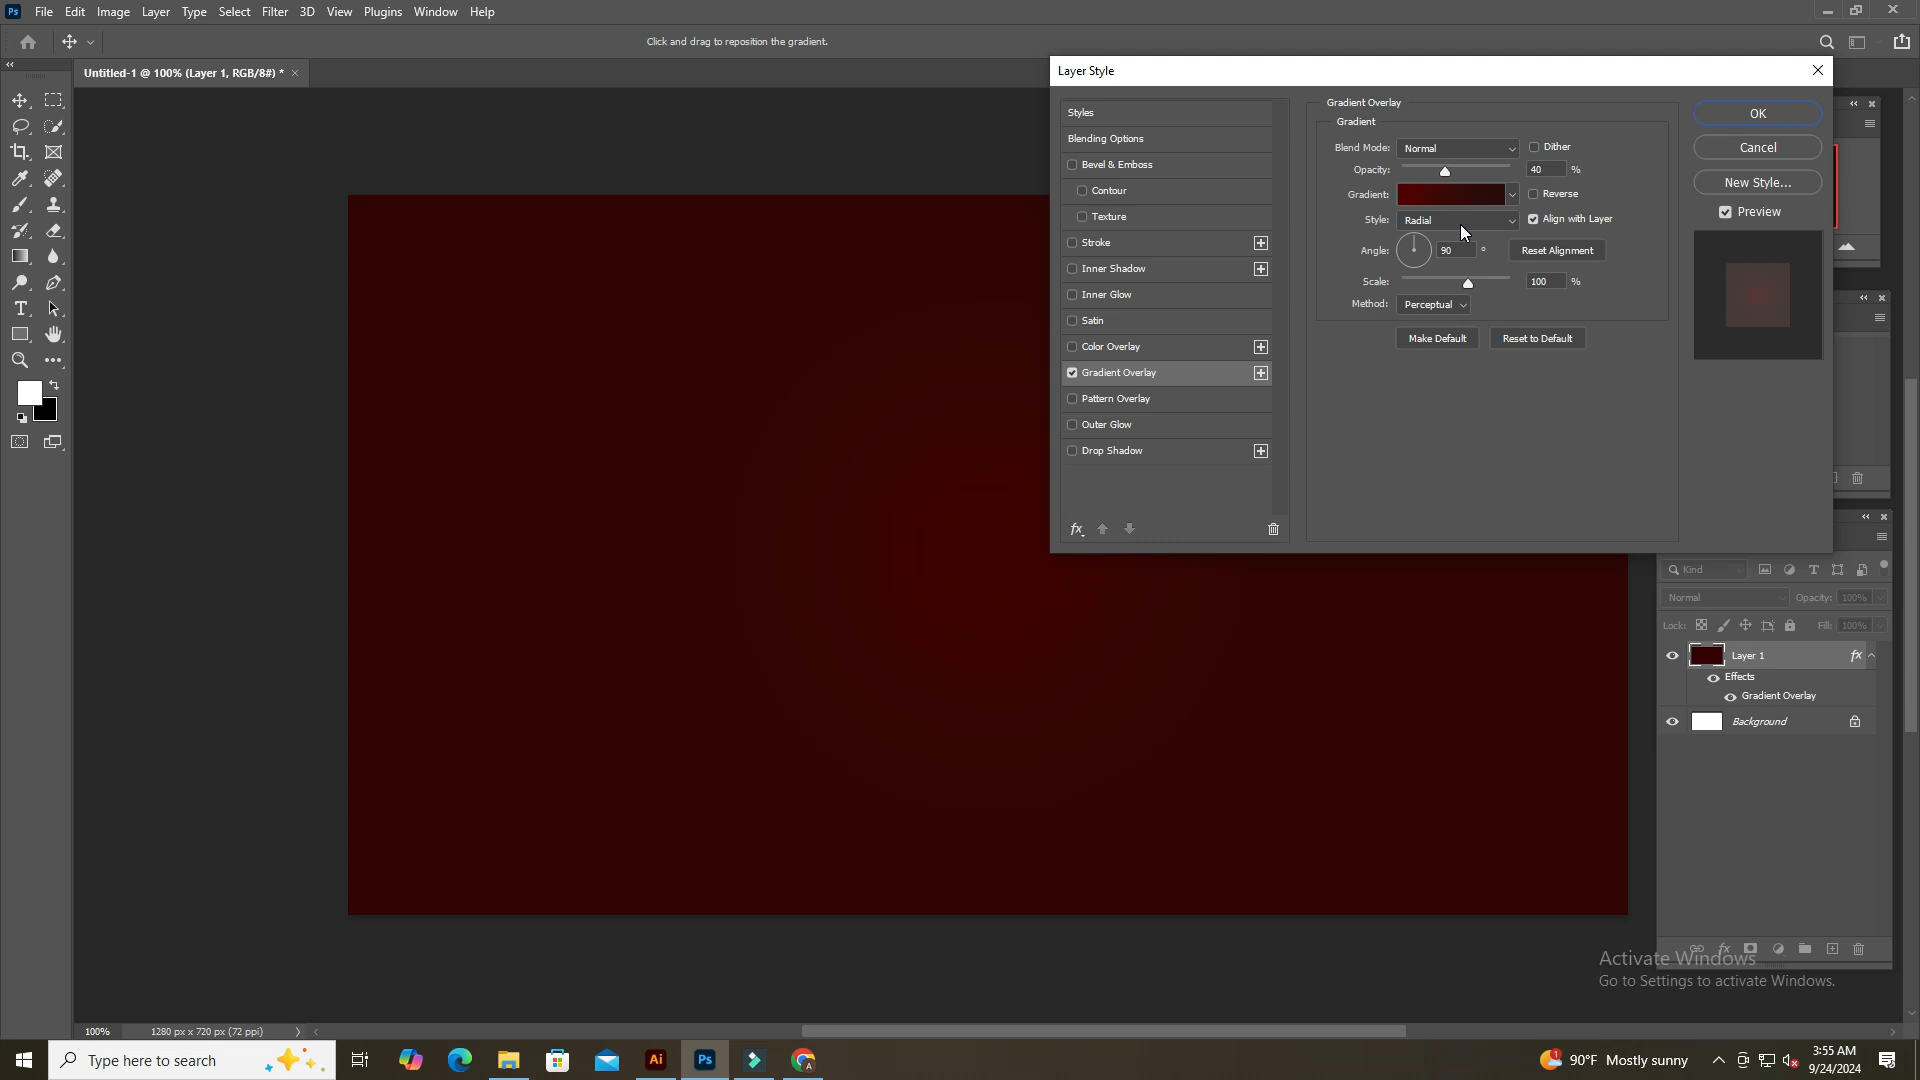 Ps File Edit Image Layer Type Select Filter 3D View Plugins Window Help
Click and drag to reposition the gradient.
Untitled-1 @ 100% (Layer 1, RGB/8#) *
Layer Style
Styles
Blending Options
Bevel & Emboss
Contour
Texture
Stroke
Inner Shadow
Inner Glow
Satin
Color Overlay
Gradient Overlay
Pattern Overlay
Outer Glow
Drop Shadow
fx
Gradient Overlay
Gradient
Blend Mode: Normal Dither
Opacity: 40 %
Gradient: Reverse
Style: Radial Align with Layer
Angle: 90 ° Reset Alignment
Scale: 100 %
Method: Perceptual
Make Default Reset to Default
OK
Cancel
New Style...
Preview
Kind
Normal Opacity: 100%
Lock: Fill: 100%
Layer 1 fx
Effects
Gradient Overlay
Background
fx
Activate Windows
Go to Settings to activate Windows.
100% 1280 px x 720 px (72 ppi)
Type here to search
Ai Ps A
90°F Mostly sunny
3:55 AM
9/24/2024